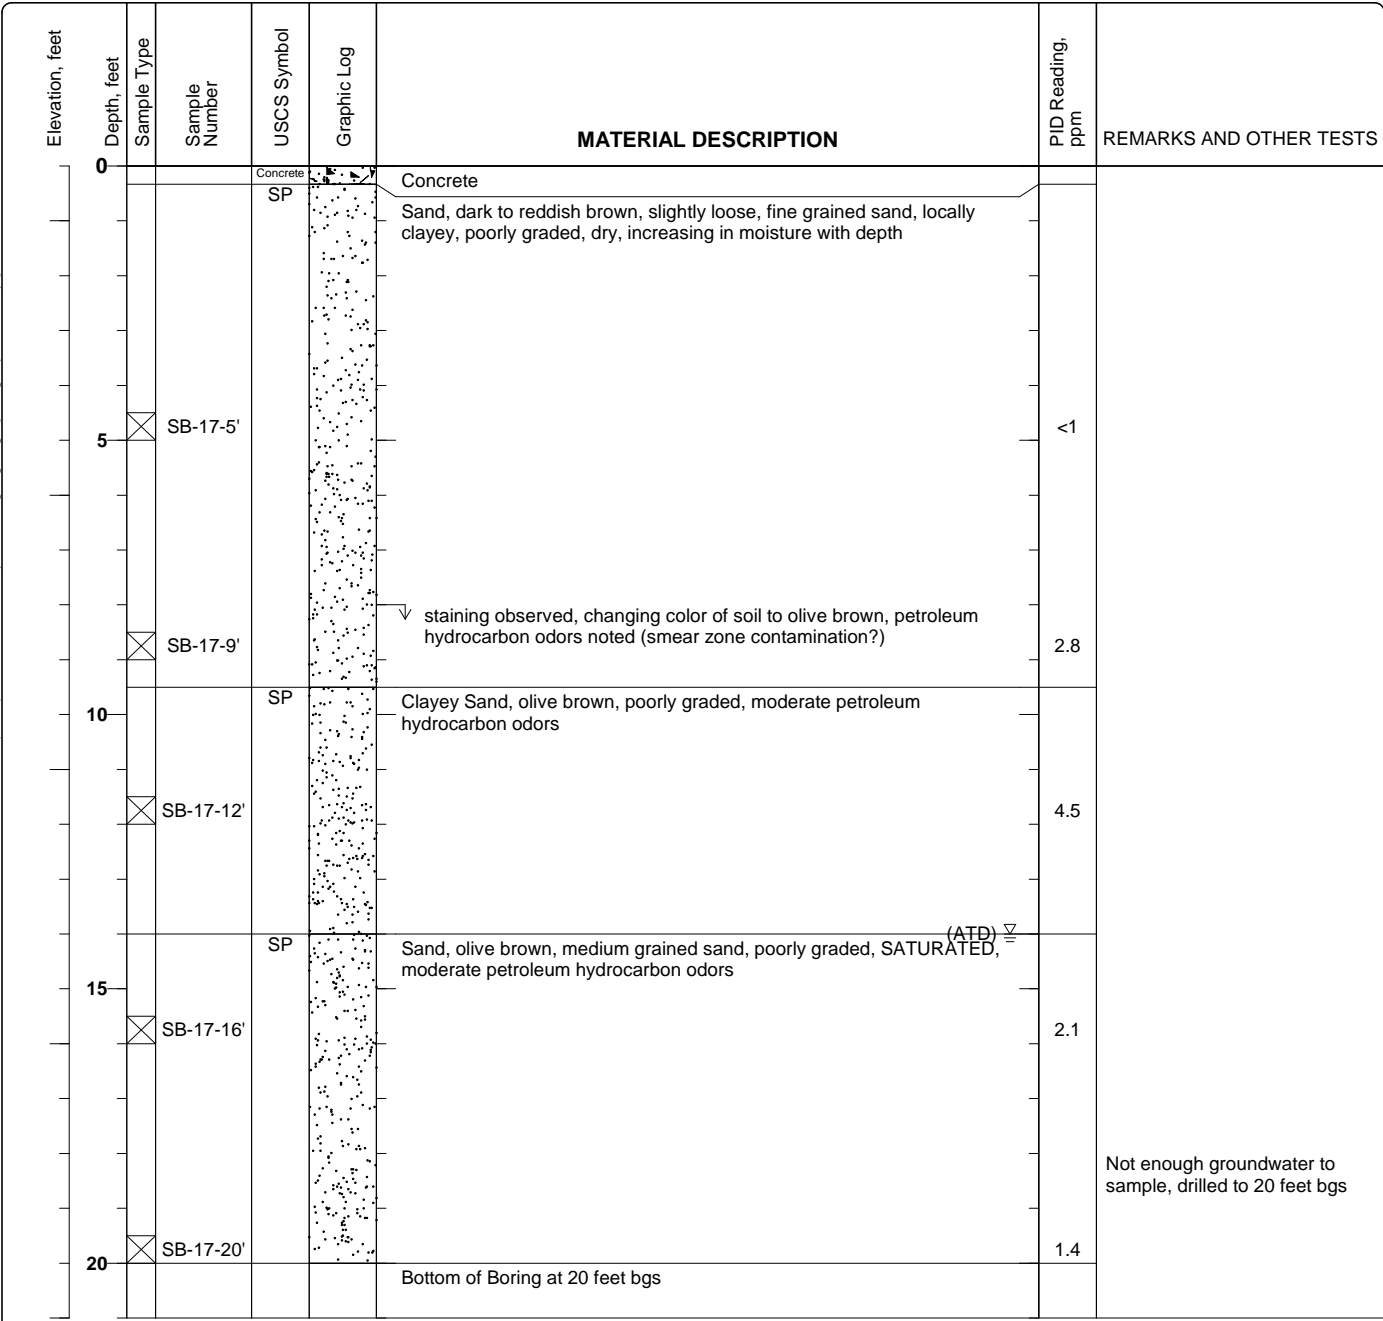 Elevation, feet
Depth, feet
Sample Type
Sample
Number
USCS Symbol
Graphic Log
MATERIAL DESCRIPTION
PID Reading,
ppm
REMARKS AND OTHER TESTS
0
Concrete
Concrete
SP
Sand, dark to reddish brown, slightly loose, fine grained sand, locally
clayey, poorly graded, dry, increasing in moisture with depth
SB-17-5'
<1
5
staining observed, changing color of soil to olive brown, petroleum
hydrocarbon odors noted (smear zone contamination?)
SB-17-9'
2.8
SP
Clayey Sand, olive brown, poorly graded, moderate petroleum
hydrocarbon odors
10
SB-17-12'
4.5
(ATD)
SP
Sand, olive brown, medium grained sand, poorly graded, SATURATED,
moderate petroleum hydrocarbon odors
15
SB-17-16'
2.1
Not enough groundwater to
sample, drilled to 20 feet bgs
SB-17-20'
1.4
20
Bottom of Boring at 20 feet bgs